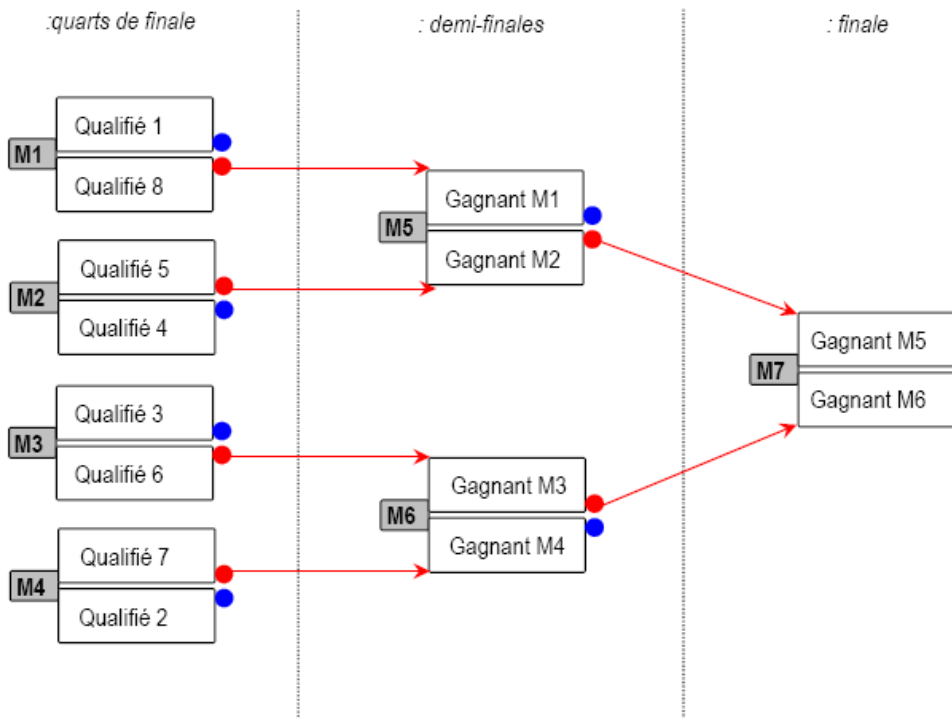 :quarts de finale
: demi-finales
: finale
M1
Qualifié 1
Qualifié 8
M2
Qualifié 5
Qualifié 4
M3
Qualifié 3
Qualifié 6
M4
Qualifié 7
Qualifié 2
M5
Gagnant M1
Gagnant M2
M6
Gagnant M3
Gagnant M4
M7
Gagnant M5
Gagnant M6